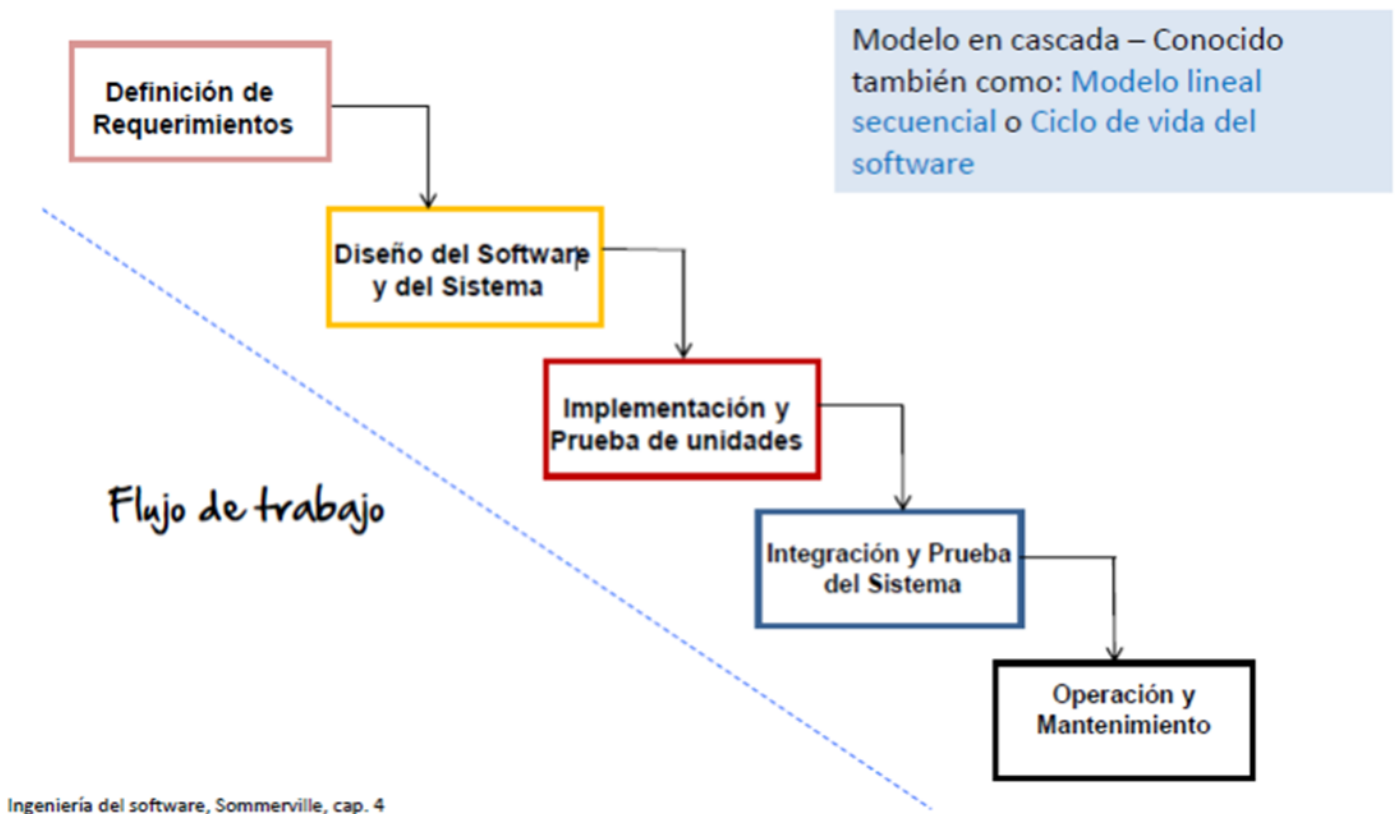 Modelo en cascada – Conocido
también como: Modelo lineal
secuencial o Ciclo de vida del
software
Definición de
Requerimientos
Diseño del Software
y del Sistema
Implementación y
Prueba de unidades
Flujo de trabajo
Integración y Prueba
del Sistema
Operación y
Mantenimiento
Ingeniería del software, Sommerville, cap. 4